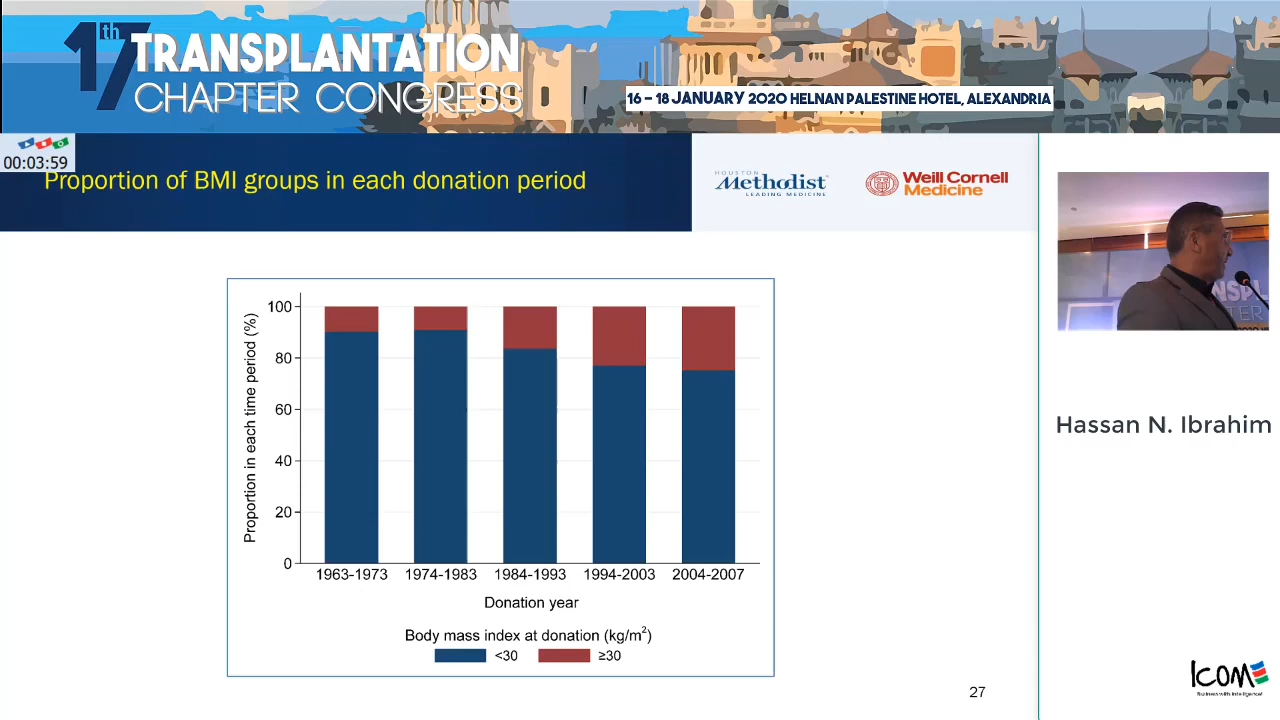 17th TRANSPLANTATION
CHAPTER CONGRESS
16 – 18 JANUARY 2020 HELNAN PALESTINE HOTEL, ALEXANDRIA
00:03:59
Proportion of BMI groups in each donation period
HOUSTON
Methodist
LEADING MEDICINE
Weill Cornell
Medicine
NSPL
TER
Hassan N. Ibrahim
Proportion in each time period (%)
100
80
60
40
20
0
1963-1973 1974-1983 1984-1993 1994-2003 2004-2007
Donation year
Body mass index at donation (kg/m2)
<30 ≥30
27
ICOM
Business with Intelligence!